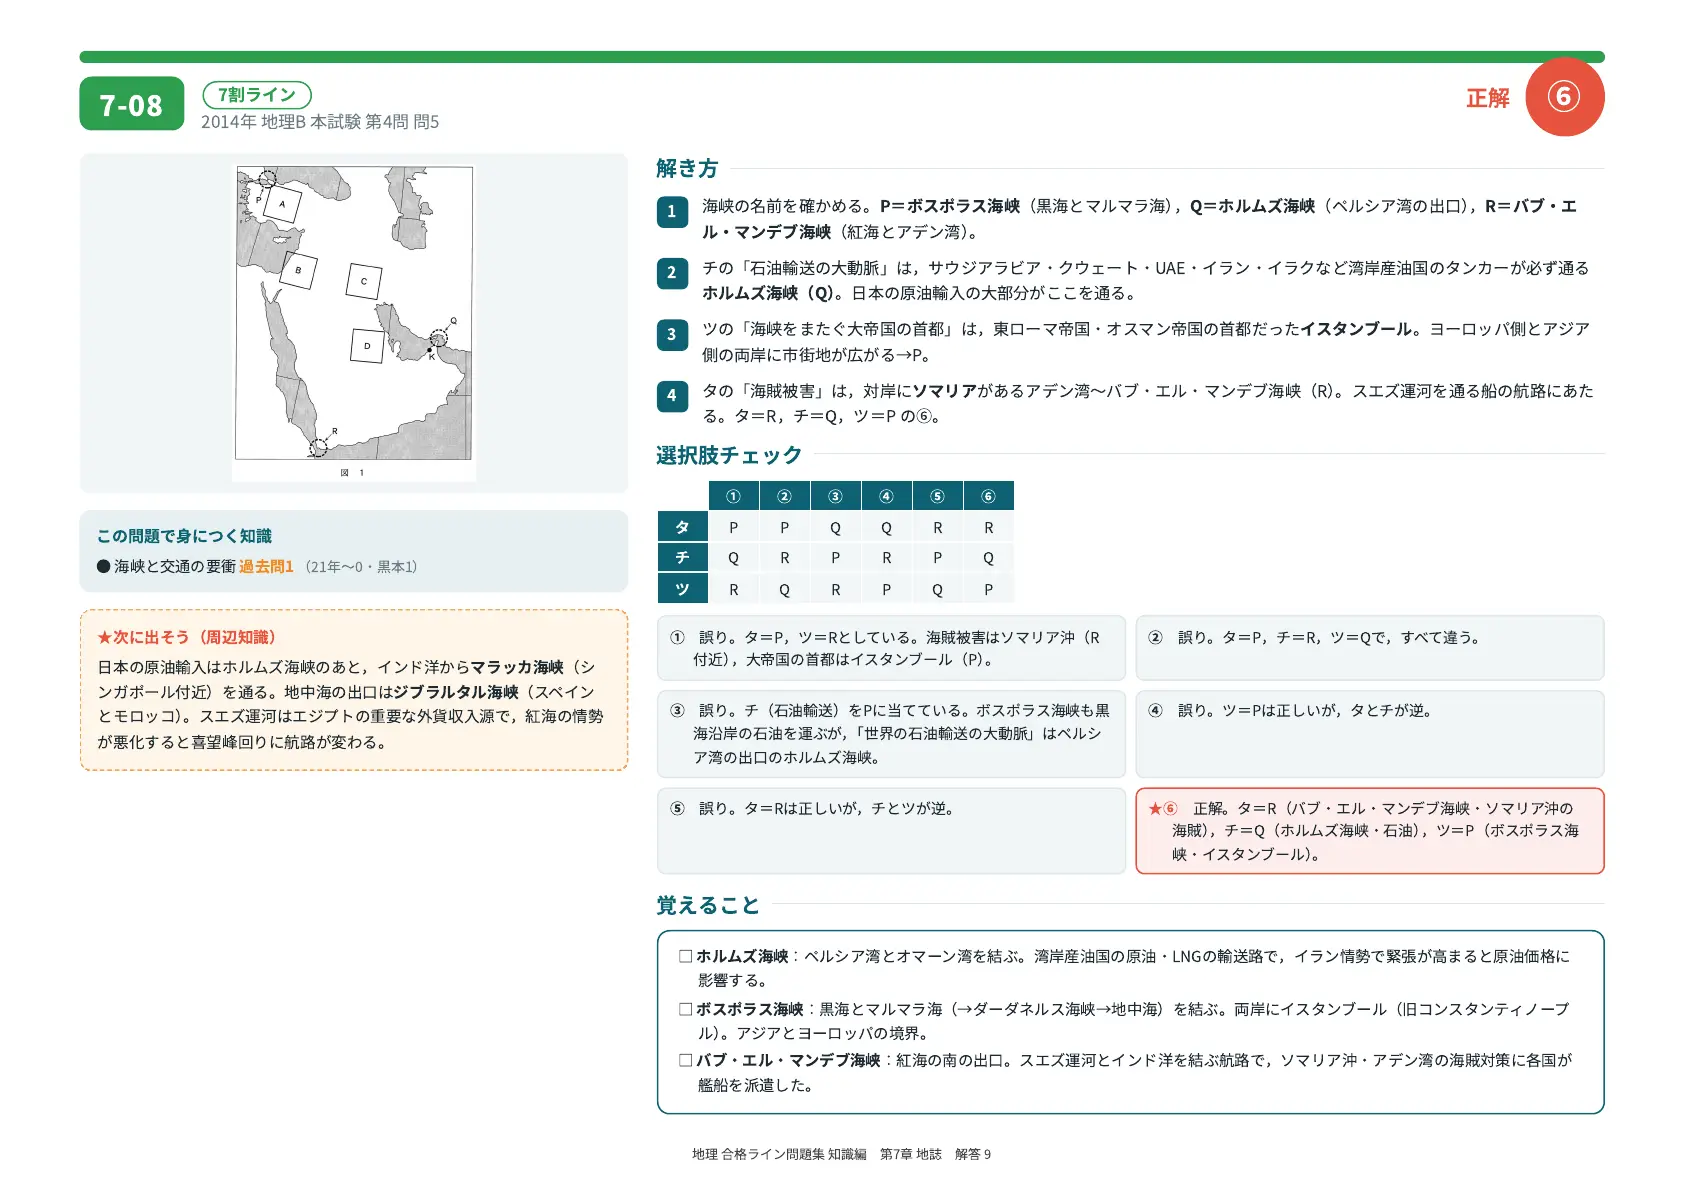 7-08
7割ライン
2014年 地理B 本試験 第4問 問5
正解 ⑥
P
A
B
C
D
Q
K
R
図 1
この問題で身につく知識
●海峡と交通の要衝 過去問1 （21年〜0・黒本1）
★次に出そう（周辺知識）
日本の原油輸入はホルムズ海峡のあと，インド洋からマラッカ海峡（シ
ンガポール付近）を通る。地中海の出口はジブラルタル海峡（スペイン
とモロッコ）。スエズ運河はエジプトの重要な外貨収入源で，紅海の情勢
が悪化すると喜望峰回りに航路が変わる。
解き方
1 海峡の名前を確かめる。P＝ボスポラス海峡（黒海とマルマラ海），Q＝ホルムズ海峡（ペルシア湾の出口），R＝バブ・エ
ル・マンデブ海峡（紅海とアデン湾）。
2 チの「石油輸送の大動脈」は，サウジアラビア・クウェート・UAE・イラン・イラクなど湾岸産油国のタンカーが必ず通る
ホルムズ海峡（Q）。日本の原油輸入の大部分がここを通る。
3 ツの「海峡をまたぐ大帝国の首都」は，東ローマ帝国・オスマン帝国の首都だったイスタンブール。ヨーロッパ側とアジア
側の両岸に市街地が広がる→P。
4 タの「海賊被害」は，対岸にソマリアがあるアデン湾〜バブ・エル・マンデブ海峡（R）。スエズ運河を通る船の航路にあた
る。タ＝R，チ＝Q，ツ＝P の⑥。
選択肢チェック
① ② ③ ④ ⑤ ⑥
タ P P Q Q R R
チ Q R P R P Q
ツ R Q R P Q P
① 誤り。タ＝P，ツ＝Rとしている。海賊被害はソマリア沖（R
付近），大帝国の首都はイスタンブール（P）。
② 誤り。タ＝P，チ＝R，ツ＝Qで，すべて違う。
③ 誤り。チ（石油輸送）をPに当てている。ボスポラス海峡も黒
海沿岸の石油を運ぶが，「世界の石油輸送の大動脈」はペルシ
ア湾の出口のホルムズ海峡。
④ 誤り。ツ＝Pは正しいが，タとチが逆。
⑤ 誤り。タ＝Rは正しいが，チとツが逆。
★⑥ 正解。タ＝R（バブ・エル・マンデブ海峡・ソマリア沖の
海賊），チ＝Q（ホルムズ海峡・石油），ツ＝P（ボスポラス海
峡・イスタンブール）。
覚えること
□ ホルムズ海峡：ペルシア湾とオマーン湾を結ぶ。湾岸産油国の原油・LNGの輸送路で，イラン情勢で緊張が高まると原油価格に
影響する。
□ ボスポラス海峡：黒海とマルマラ海（→ダーダネルス海峡→地中海）を結ぶ。両岸にイスタンブール（旧コンスタンティノープ
ル）。アジアとヨーロッパの境界。
□ バブ・エル・マンデブ海峡：紅海の南の出口。スエズ運河とインド洋を結ぶ航路で，ソマリア沖・アデン湾の海賊対策に各国が
艦船を派遣した。
地理 合格ライン問題集 知識編 第7章 地誌 解答 9